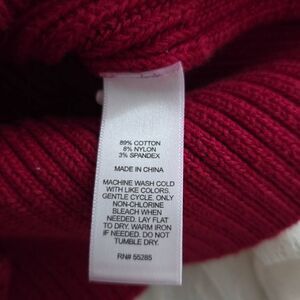 89% COTTON
8% NYLON
3% SPANDEX
MADE IN CHINA
MACHINE WASH COLD
WITH LIKE COLORS.
GENTLE CYCLE. ONLY
NON-CHLORINE
BLEACH WHEN
NEEDED. LAY FLAT
TO DRY. WARM IRON
IF NEEDED. DO NOT
TUMBLE DRY.
RN# 55285